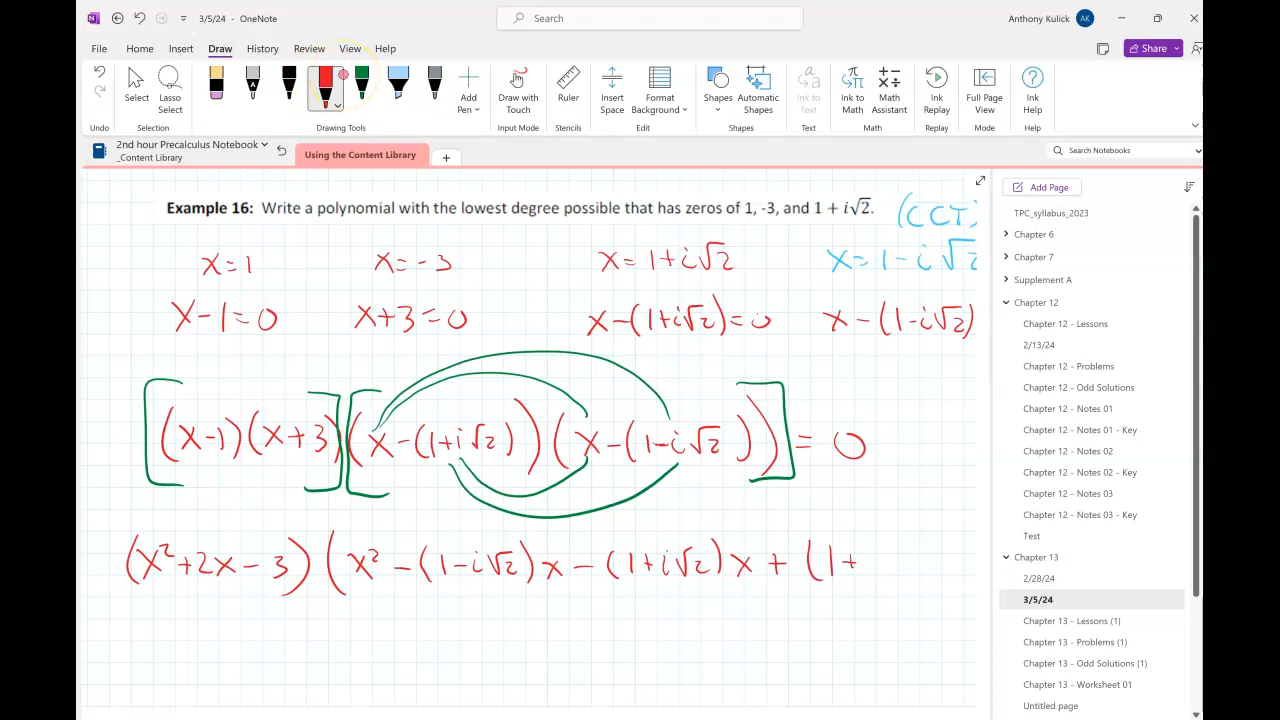 3/5/24 - OneNote
Search
Anthony Kulick
AK
File Home Insert Draw History Review View Help
Share
Select
Lasso Select
Add Pen
Draw with Touch
Ruler
Insert Space
Format Background
Shapes
Automatic Shapes
Ink to Text
Ink to Math
Math Assistant
Ink Replay
Full Page View
Ink Help
Undo Selection Drawing Tools Input Mode Stencils Edit Shapes Text Math Replay Mode Help
2nd hour Precalculus Notebook
_Content Library
Using the Content Library
+
Search Notebooks
Add Page
TPC_syllabus_2023
Chapter 6
Chapter 7
Supplement A
Chapter 12
Chapter 12 - Lessons
2/13/24
Chapter 12 - Problems
Chapter 12 - Odd Solutions
Chapter 12 - Notes 01
Chapter 12 - Notes 01 - Key
Chapter 12 - Notes 02
Chapter 12 - Notes 02 - Key
Chapter 12 - Notes 03
Chapter 12 - Notes 03 - Key
Test
Chapter 13
2/28/24
3/5/24
Chapter 13 - Lessons (1)
Chapter 13 - Problems (1)
Chapter 13 - Odd Solutions (1)
Chapter 13 - Worksheet 01
Untitled page
Example 16: Write a polynomial with the lowest degree possible that has zeros of 1, -3, and 1 + i√2.
(CCT)
x=1 x=-3 x=1+i√2 x=1-i√2
x-1=0 x+3=0 x-(1+i√2)=0 x-(1-i√2)
[(x-1)(x+3)][(x-(1+i√2))(x-(1-i√2))]=0
(x²+2x-3)(x²-(1-i√2)x-(1+i√2)x+(1+